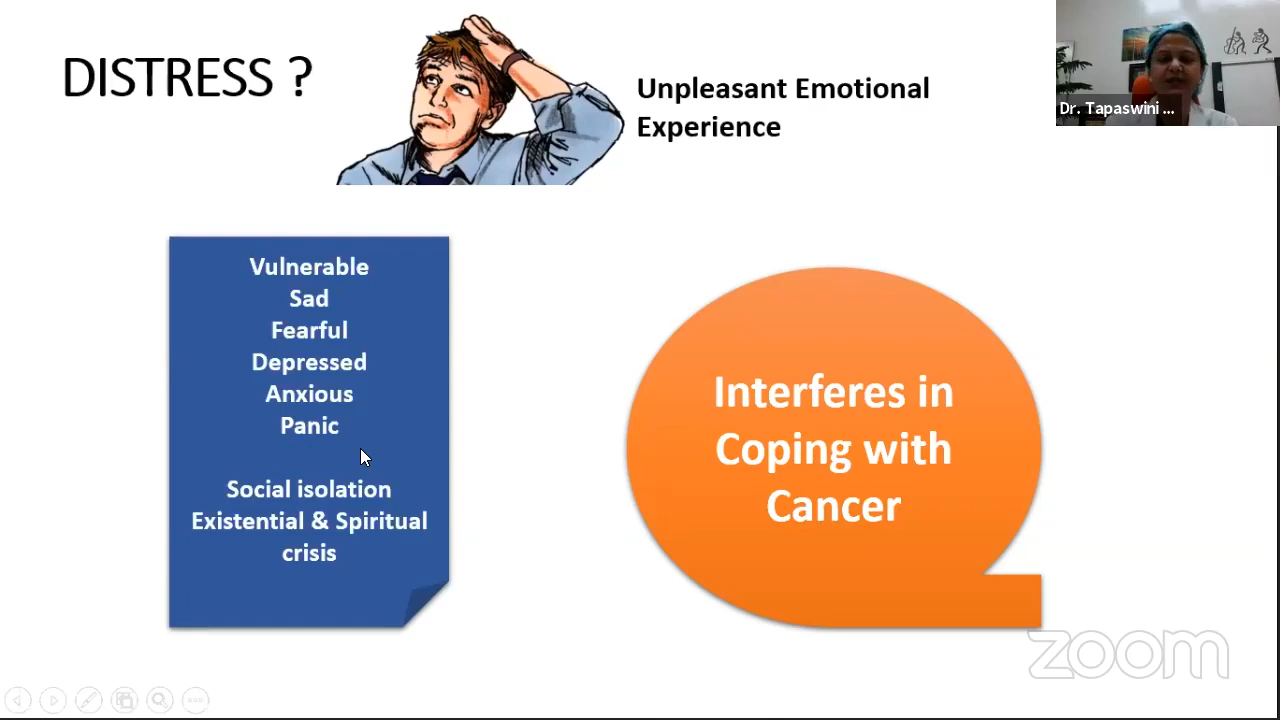 DISTRESS ?
Unpleasant Emotional
Experience
Dr. Tapaswini ...
Vulnerable
Sad
Fearful
Depressed
Anxious
Panic
Social isolation
Existential & Spiritual
crisis
Interferes in
Coping with
Cancer
zoom